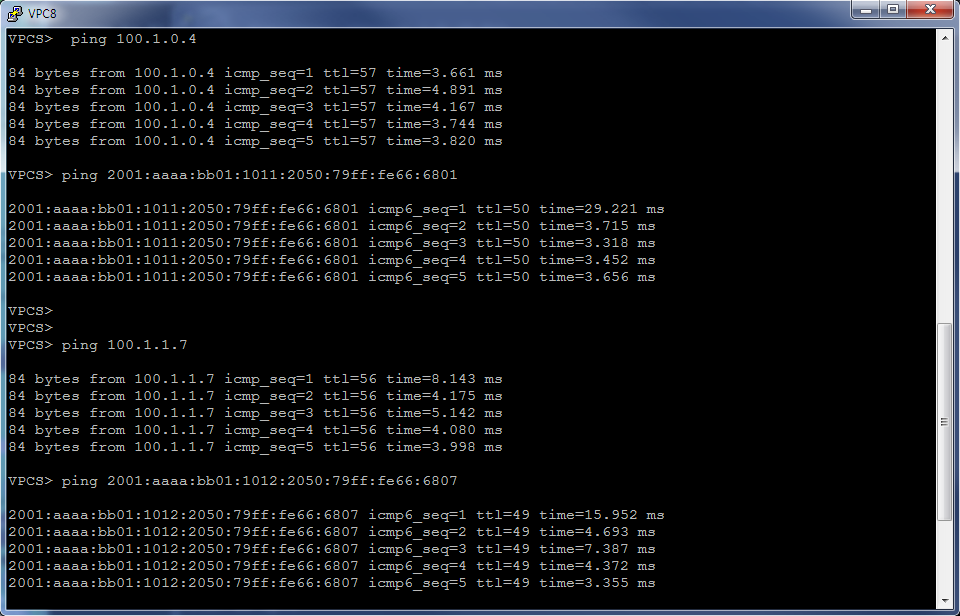 VPC8
VPCS>  ping 100.1.0.4
84 bytes from 100.1.0.4 icmp_seq=1 ttl=57 time=3.661 ms
84 bytes from 100.1.0.4 icmp_seq=2 ttl=57 time=4.891 ms
84 bytes from 100.1.0.4 icmp_seq=3 ttl=57 time=4.167 ms
84 bytes from 100.1.0.4 icmp_seq=4 ttl=57 time=3.744 ms
84 bytes from 100.1.0.4 icmp_seq=5 ttl=57 time=3.820 ms
VPCS> ping 2001:aaaa:bb01:1011:2050:79ff:fe66:6801
2001:aaaa:bb01:1011:2050:79ff:fe66:6801 icmp6_seq=1 ttl=50 time=29.221 ms
2001:aaaa:bb01:1011:2050:79ff:fe66:6801 icmp6_seq=2 ttl=50 time=3.715 ms
2001:aaaa:bb01:1011:2050:79ff:fe66:6801 icmp6_seq=3 ttl=50 time=3.318 ms
2001:aaaa:bb01:1011:2050:79ff:fe66:6801 icmp6_seq=4 ttl=50 time=3.452 ms
2001:aaaa:bb01:1011:2050:79ff:fe66:6801 icmp6_seq=5 ttl=50 time=3.656 ms
VPCS>
VPCS>
VPCS> ping 100.1.1.7
84 bytes from 100.1.1.7 icmp_seq=1 ttl=56 time=8.143 ms
84 bytes from 100.1.1.7 icmp_seq=2 ttl=56 time=4.175 ms
84 bytes from 100.1.1.7 icmp_seq=3 ttl=56 time=5.142 ms
84 bytes from 100.1.1.7 icmp_seq=4 ttl=56 time=4.080 ms
84 bytes from 100.1.1.7 icmp_seq=5 ttl=56 time=3.998 ms
VPCS> ping 2001:aaaa:bb01:1012:2050:79ff:fe66:6807
2001:aaaa:bb01:1012:2050:79ff:fe66:6807 icmp6_seq=1 ttl=49 time=15.952 ms
2001:aaaa:bb01:1012:2050:79ff:fe66:6807 icmp6_seq=2 ttl=49 time=4.693 ms
2001:aaaa:bb01:1012:2050:79ff:fe66:6807 icmp6_seq=3 ttl=49 time=7.387 ms
2001:aaaa:bb01:1012:2050:79ff:fe66:6807 icmp6_seq=4 ttl=49 time=4.372 ms
2001:aaaa:bb01:1012:2050:79ff:fe66:6807 icmp6_seq=5 ttl=49 time=3.355 ms